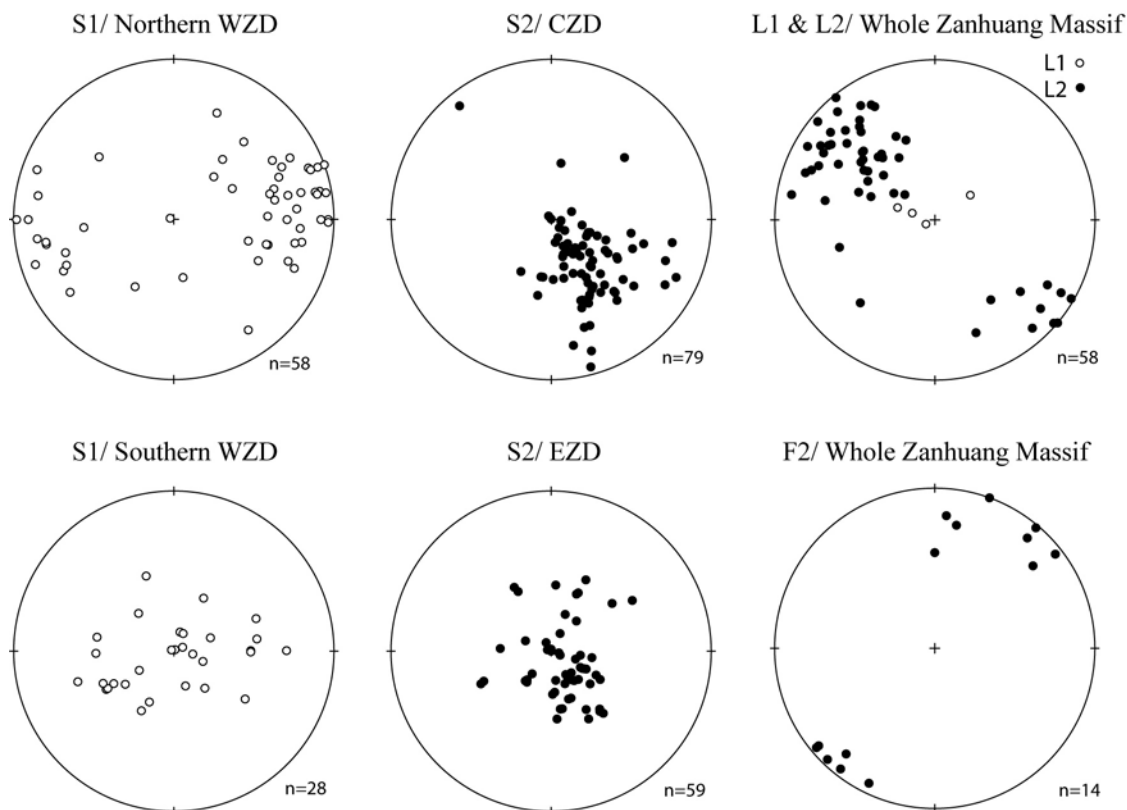 S1/ Northern WZD
S2/ CZD
L1 & L2/ Whole Zanhuang Massif
L1
L2
n=58
n=79
n=58
S1/ Southern WZD
S2/ EZD
F2/ Whole Zanhuang Massif
n=28
n=59
n=14